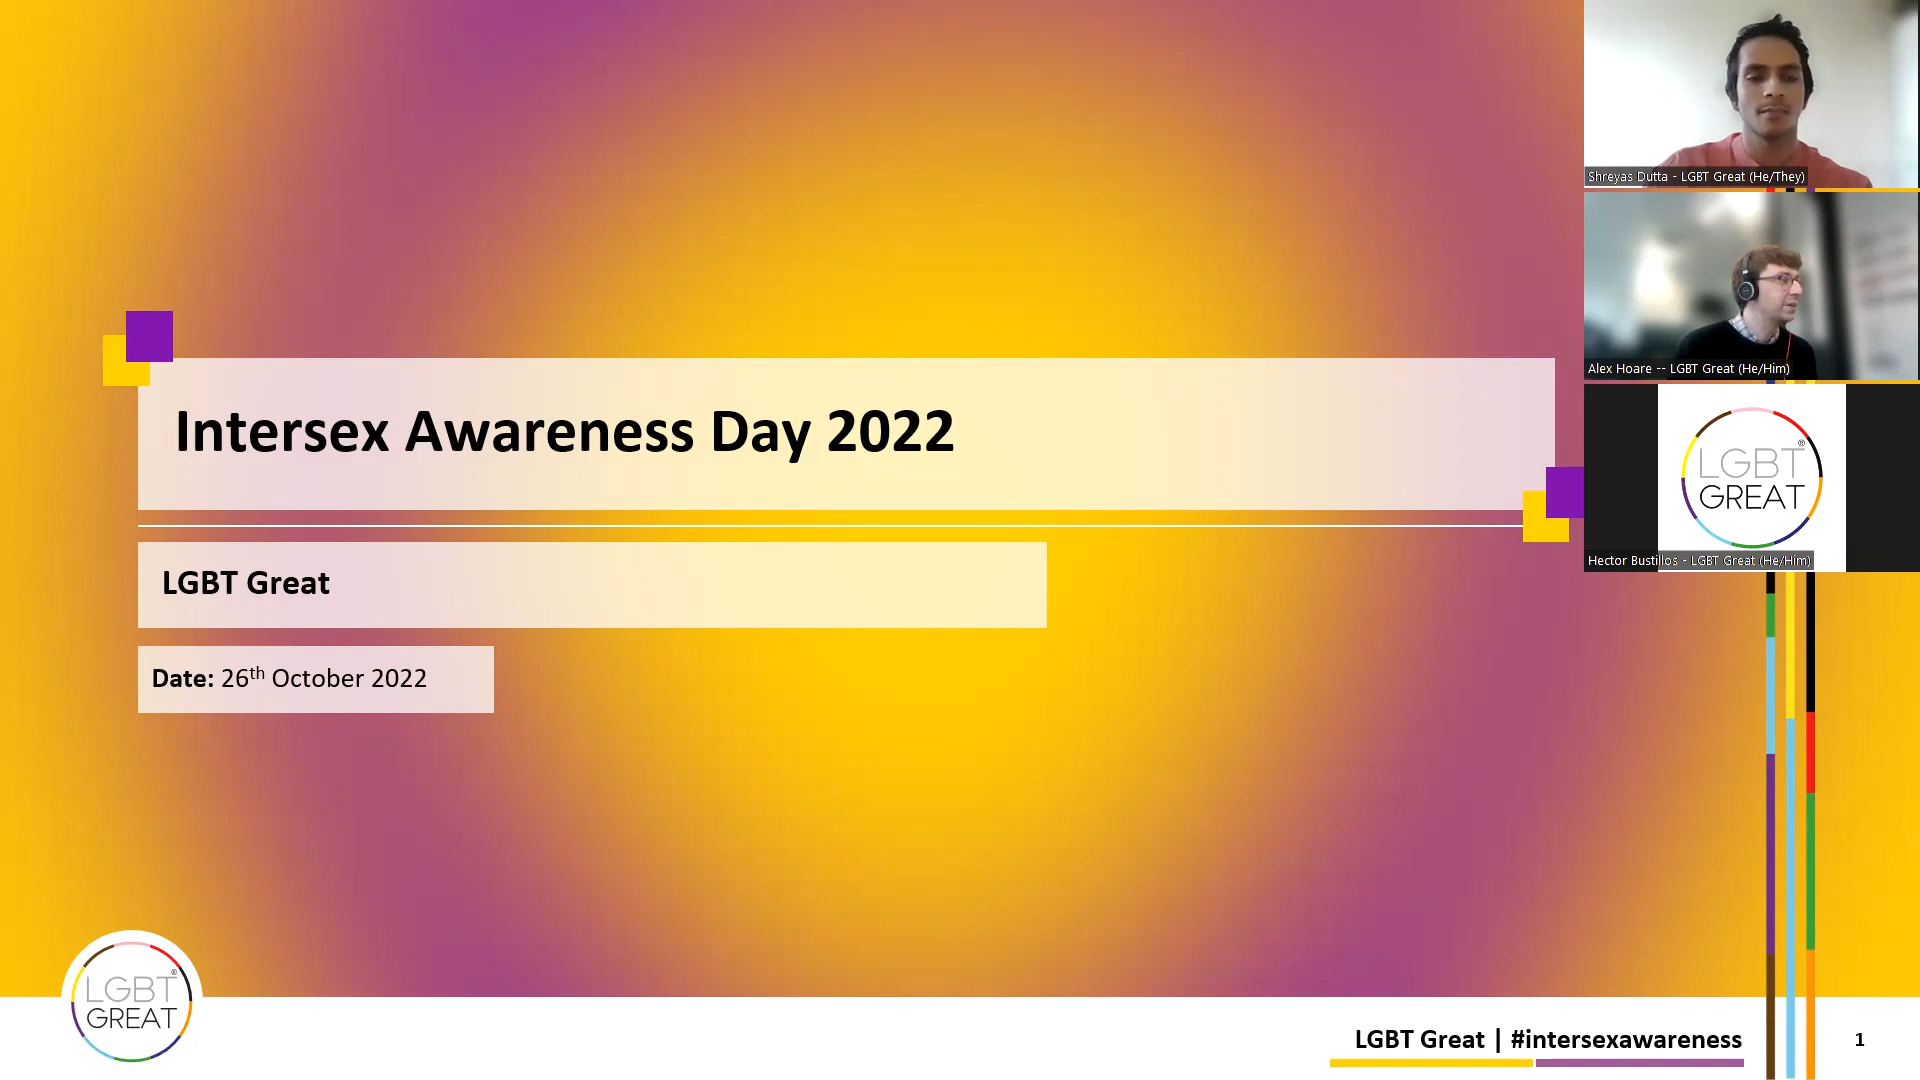 Intersex Awareness Day 2022
LGBT Great
Date: 26th October 2022
Shreyas Dutta - LGBT Great (He/They)
Alex Hoare -- LGBT Great (He/Him)
LGBT®
GREAT
Hector Bustillos - LGBT Great (He/Him)
LGBT®
GREAT
LGBT Great | #intersexawareness
1